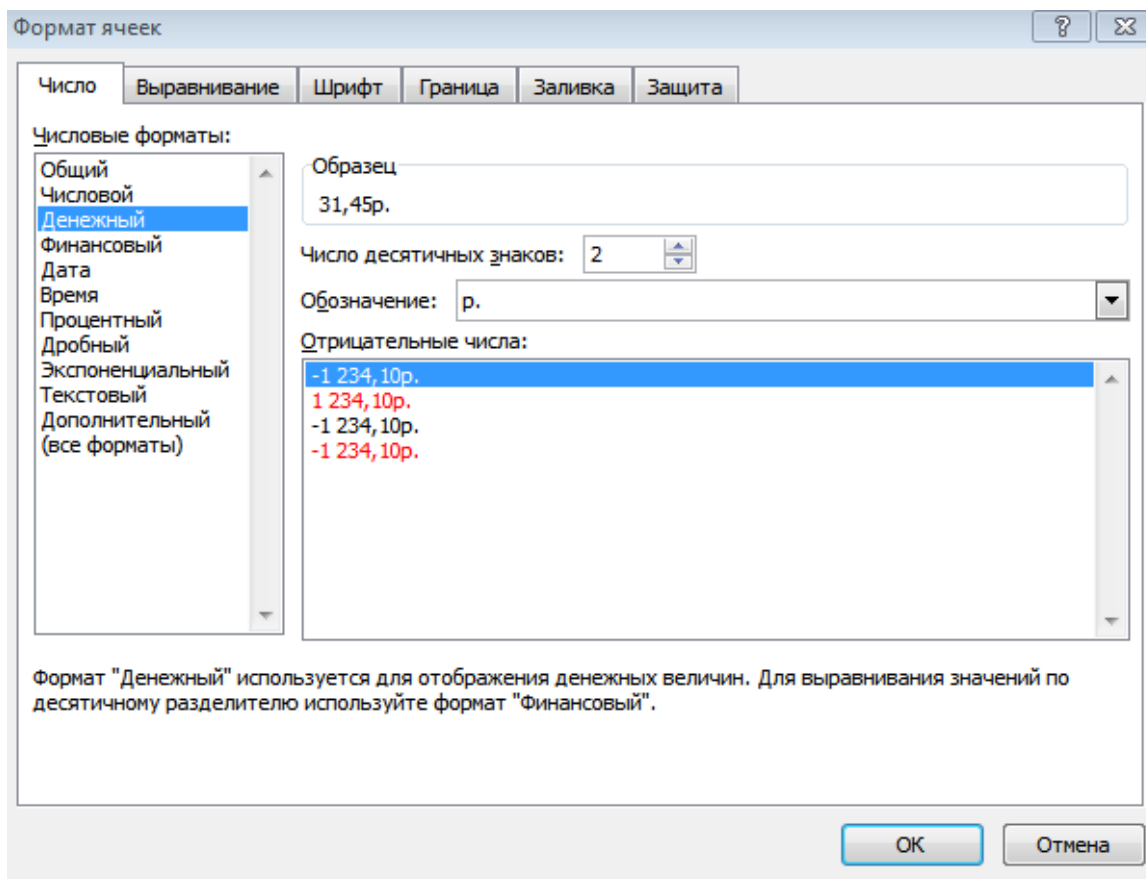 Формат ячеек
Число Выравнивание Шрифт Граница Заливка Защита
Числовые форматы:
Общий
Числовой
Денежный
Финансовый
Дата
Время
Процентный
Дробный
Экспоненциальный
Текстовый
Дополнительный
(все форматы)
Образец
31,45р.
Число десятичных знаков: 2
Обозначение: р.
Отрицательные числа:
-1 234,10р.
1 234,10р.
-1 234,10р.
-1 234,10р.
Формат "Денежный" используется для отображения денежных величин. Для выравнивания значений по
десятичному разделителю используйте формат "Финансовый".
ОК Отмена